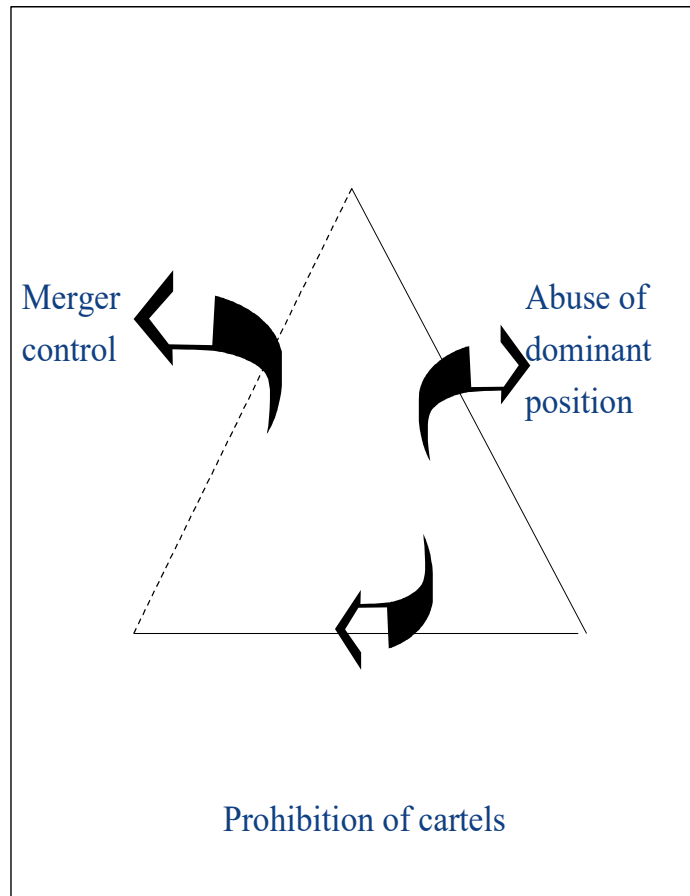 Merger
control
Abuse of
dominant
position
Prohibition of cartels